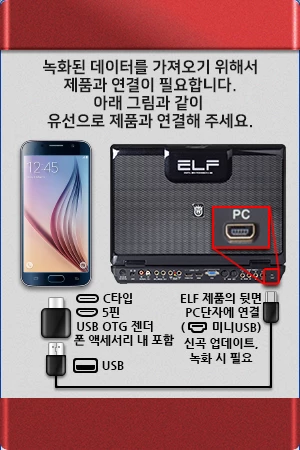 녹화된 데이터를 가져오기 위해서
제품과 연결이 필요합니다.
아래 그림과 같이
유선으로 제품과 연결해 주세요.
12:45
ELF
PC
C타입
5핀
USB OTG 젠더
폰 액세서리 내 포함
USB
ELF 제품의 뒷면
PC단자에 연결
( 미니USB)
신곡 업데이트.
녹화 시 필요